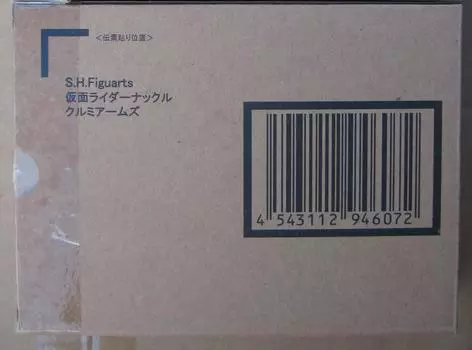 <伝票貼り位置>
S.H.Figuarts
仮面ライダーナックル
クルミアームズ
4 543112 946072